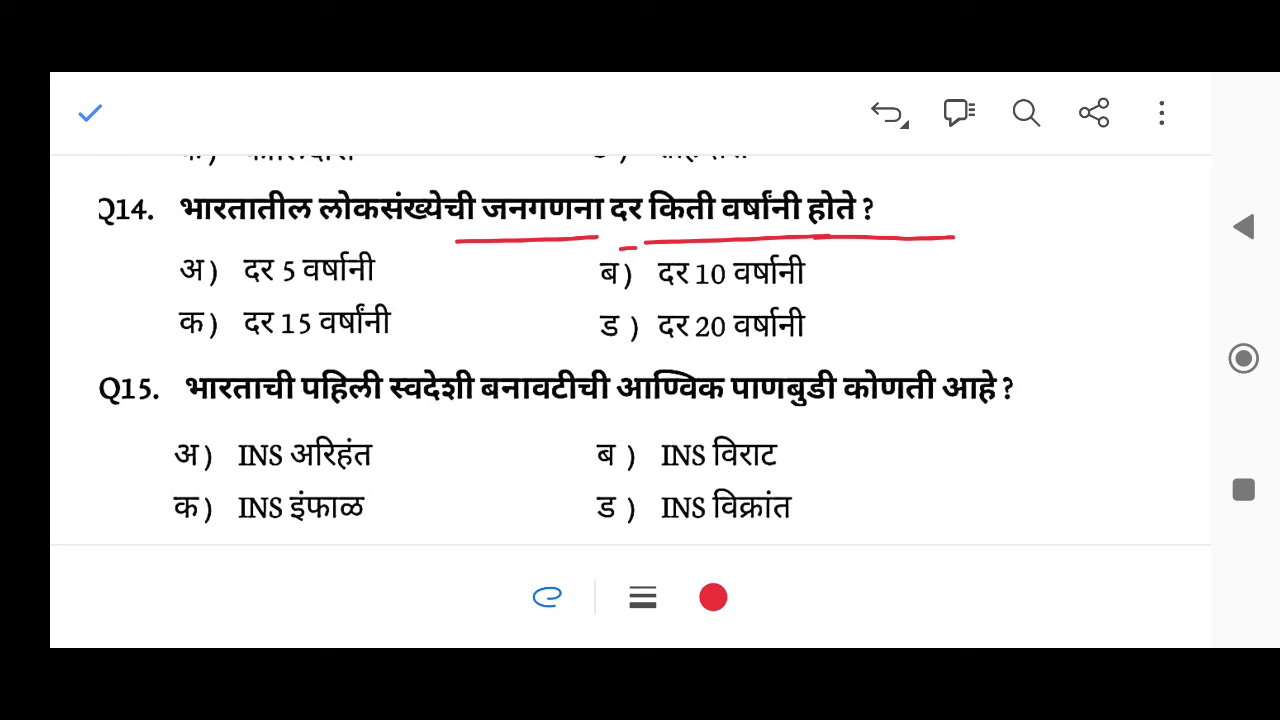 Q14. भारतातील लोकसंख्येची जनगणना दर किती वर्षांनी होते ?
अ ) दर 5 वर्षानी ब ) दर 10 वर्षानी
क ) दर 15 वर्षांनी ड ) दर 20 वर्षानी
Q15. भारताची पहिली स्वदेशी बनावटीची आण्विक पाणबुडी कोणती आहे ?
अ ) INS अरिहंत ब ) INS विराट
क ) INS इंफाळ ड ) INS विक्रांत